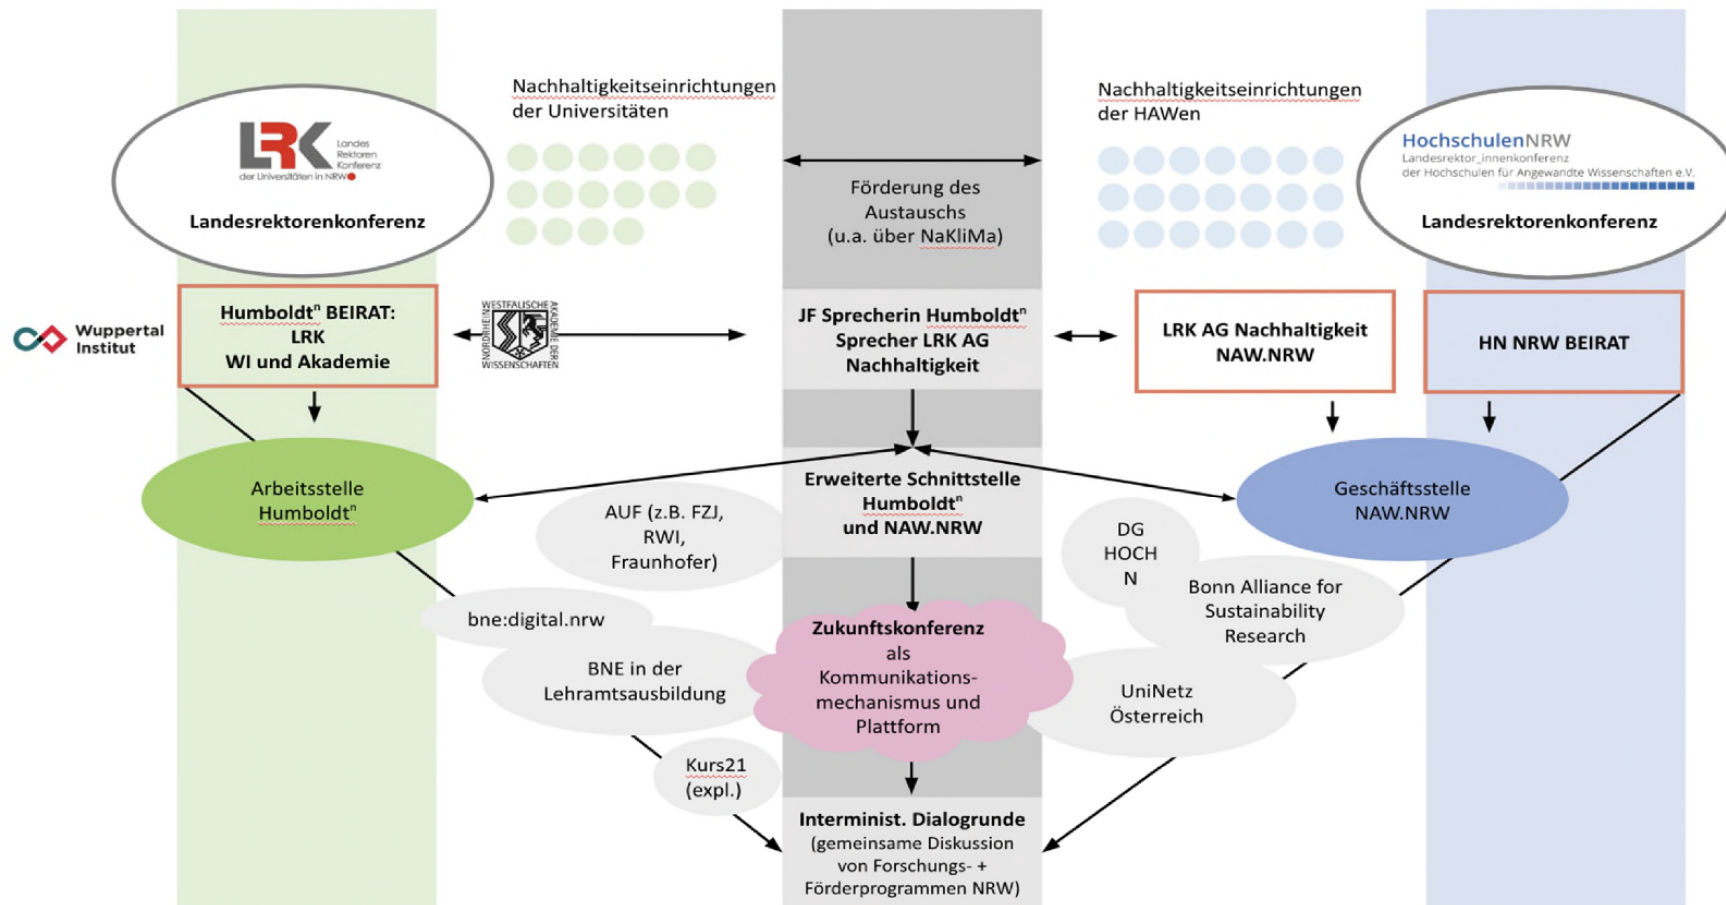 LRK
Landes
Rektoren
Konferenz
der Universitäten in NRW
Landesrektorenkonferenz
Nachhaltigkeitseinrichtungen
der Universitäten
Förderung des
Austauschs
(u.a. über NaKliMa)
Nachhaltigkeitseinrichtungen
der HAWen
HochschulenNRW
Landesrektor_innenkonferenz
der Hochschulen für Angewandte Wissenschaften e.V.
Landesrektorenkonferenz
Wuppertal
Institut
Humboldtⁿ BEIRAT:
LRK
WI und Akademie
NORDRHEIN
WESTFÄLISCHE
AKADEMIE DER
WISSENSCHAFTEN
JF Sprecherin Humboldtⁿ
Sprecher LRK AG
Nachhaltigkeit
LRK AG Nachhaltigkeit
NAW.NRW
HN NRW BEIRAT
Arbeitsstelle
Humboldtⁿ
Erweiterte Schnittstelle
Humboldtⁿ
und NAW.NRW
Geschäftsstelle
NAW.NRW
AUF (z.B. FZJ,
RWI,
Fraunhofer)
DG
HOCH
N
Bonn Alliance for
Sustainability
Research
bne:digital.nrw
BNE in der
Lehramtsausbildung
Zukunftskonferenz
als
Kommunikations-
mechanismus und
Plattform
UniNetz
Österreich
Kurs21
(expl.)
Interminist. Dialogrunde
(gemeinsame Diskussion
von Forschungs- +
Förderprogrammen NRW)